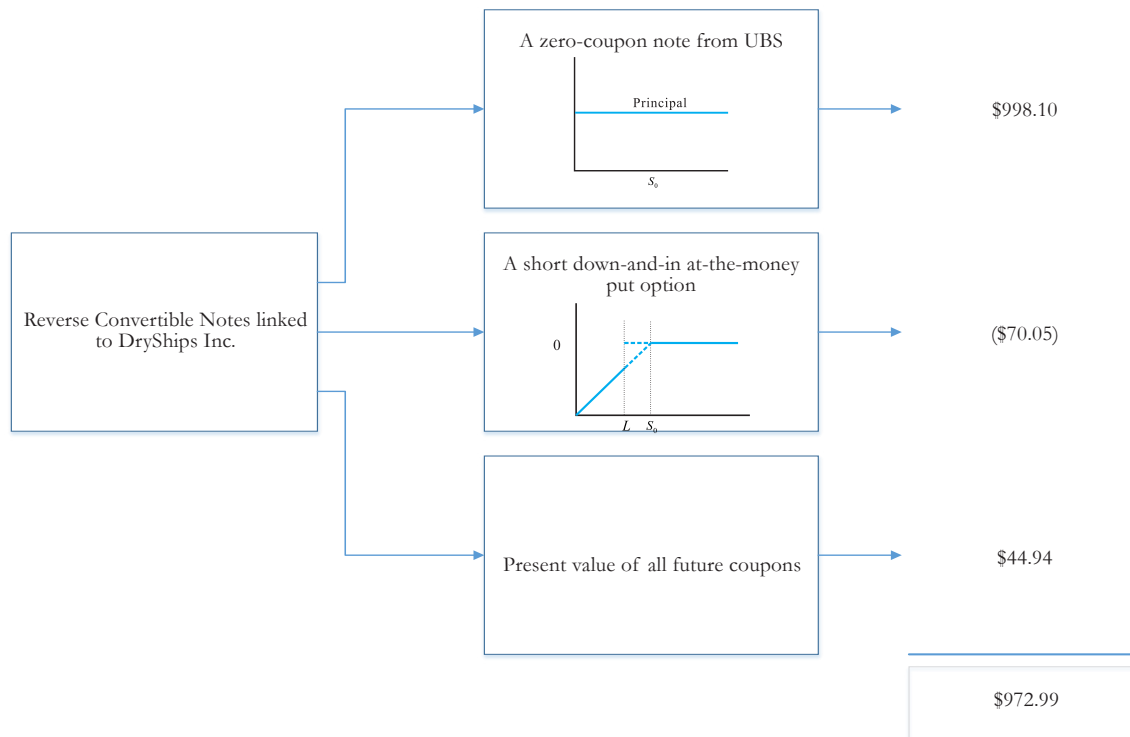 A zero-coupon note from UBS
Principal
S₀
$998.10
Reverse Convertible Notes linked
to DryShips Inc.
A short down-and-in at-the-money
put option
0
L S₀
($70.05)
Present value of all future coupons
$44.94
$972.99